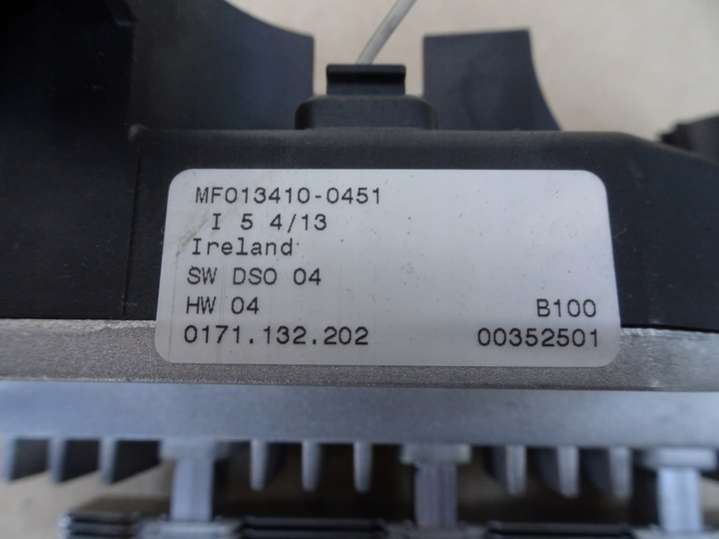 MF013410-0451
I 5 4/13
Ireland
SW DSO 04
HW 04 B100
0171.132.202 00352501